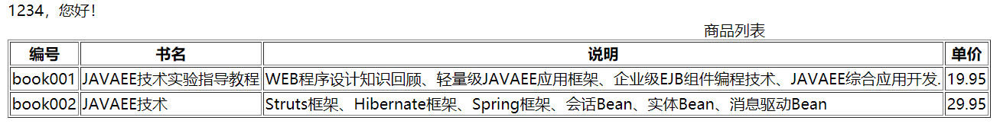 1234，您好！
商品列表
编号 书名 说明 单价
book001 JAVAEE技术实验指导教程 WEB程序设计知识回顾、轻量级JAVAEE应用框架、企业级EJB组件编程技术、JAVAEE综合应用开发. 19.95
book002 JAVAEE技术 Struts框架、Hibernate框架、Spring框架、会话Bean、实体Bean、消息驱动Bean 29.95